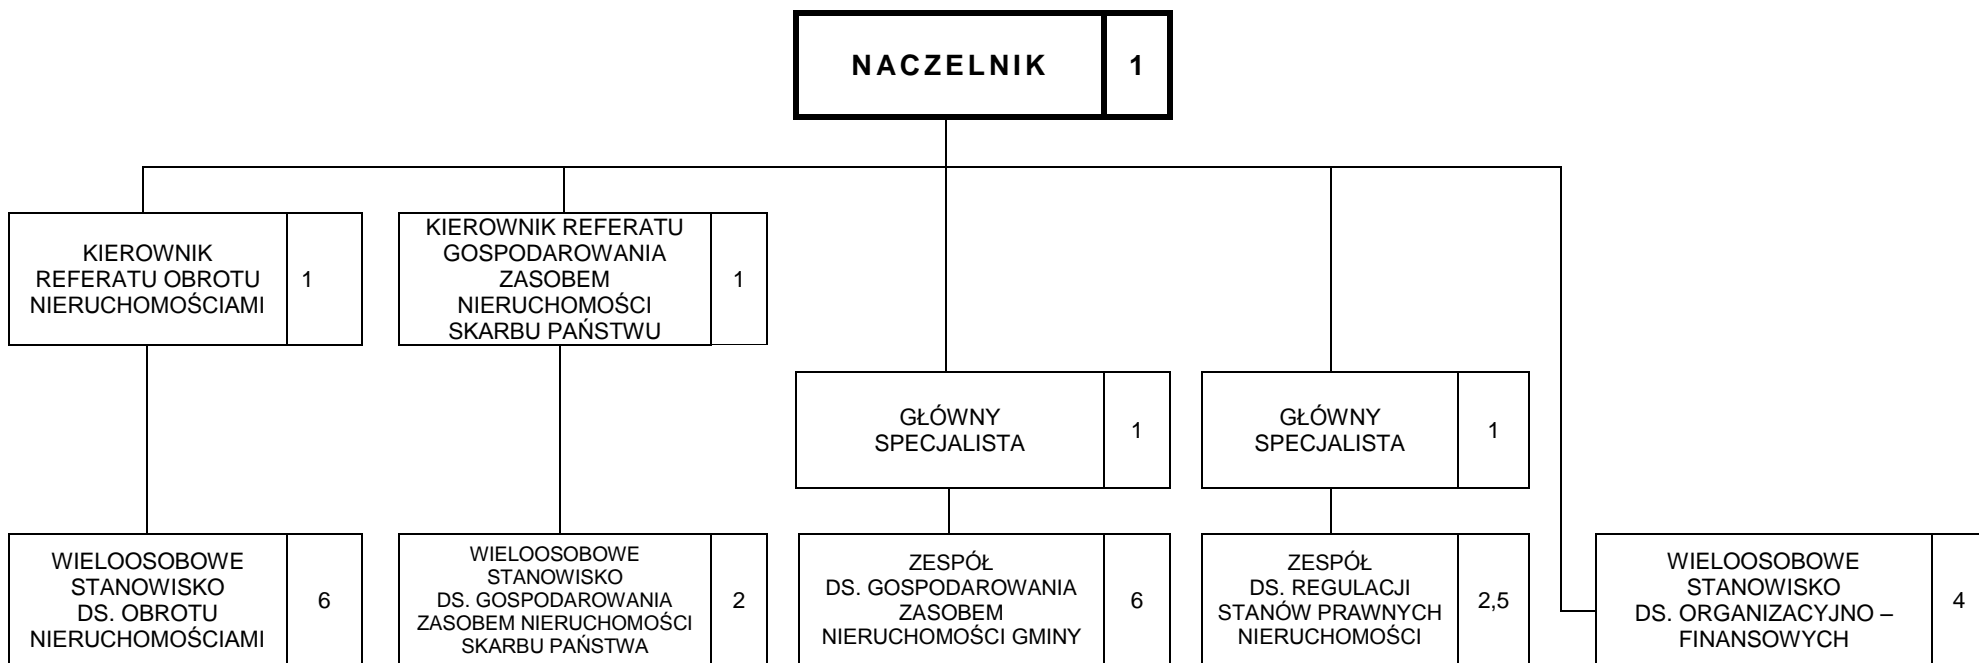 NACZELNIK
1
KIEROWNIK
REFERATU OBROTU
NIERUCHOMOŚCIAMI
1
KIEROWNIK REFERATU
GOSPODAROWANIA
ZASOBEM
NIERUCHOMOŚCI
SKARBU PAŃSTWU
1
GŁÓWNY
SPECJALISTA
1
GŁÓWNY
SPECJALISTA
1
WIELOOSOBOWE
STANOWISKO
DS. OBROTU
NIERUCHOMOŚCIAMI
6
WIELOOSOBOWE
STANOWISKO
DS. GOSPODAROWANIA
ZASOBEM NIERUCHOMOŚCI
SKARBU PAŃSTWA
2
ZESPÓŁ
DS. GOSPODAROWANIA
ZASOBEM
NIERUCHOMOŚCI GMINY
6
ZESPÓŁ
DS. REGULACJI
STANÓW PRAWNYCH
NIERUCHOMOŚCI
2,5
WIELOOSOBOWE
STANOWISKO
DS. ORGANIZACYJNO –
FINANSOWYCH
4